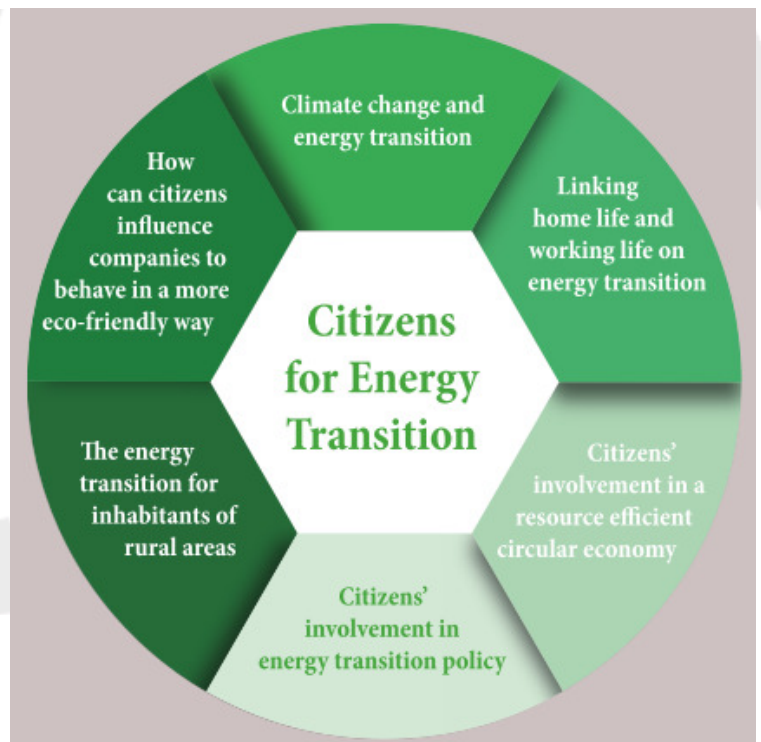 Climate change and
energy transition
Linking
home life and
working life on
energy transition
Citizens’
involvement in a
resource efficient
circular economy
Citizens’
involvement in
energy transition policy
The energy
transition for
inhabitants of
rural areas
How
can citizens
influence
companies to
behave in a more
eco-friendly way
Citizens
for Energy
Transition